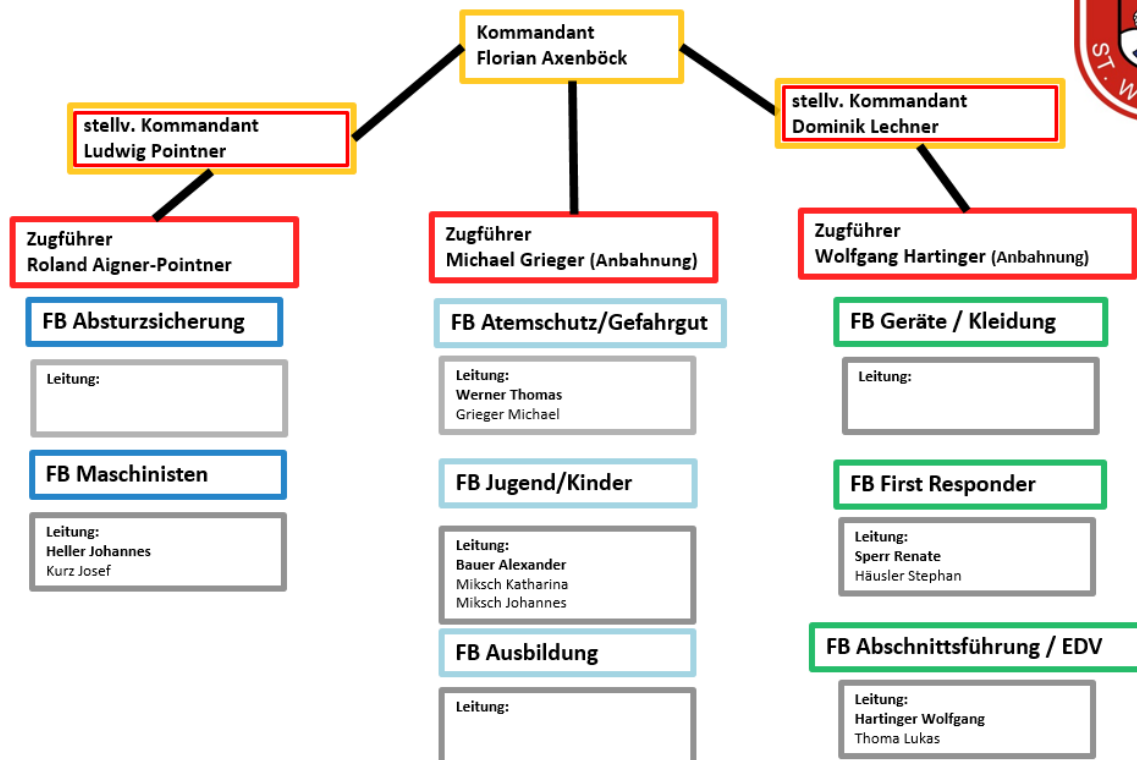 Kommandant
Florian Axenböck
stellv. Kommandant
Ludwig Pointner
stellv. Kommandant
Dominik Lechner
Zugführer
Roland Aigner-Pointner
Zugführer
Michael Grieger (Anbahnung)
Zugführer
Wolfgang Hartinger (Anbahnung)
FB Absturzsicherung
Leitung:
FB Maschinisten
Leitung:
Heller Johannes
Kurz Josef
FB Atemschutz/Gefahrgut
Leitung:
Werner Thomas
Grieger Michael
FB Jugend/Kinder
Leitung:
Bauer Alexander
Miksch Katharina
Miksch Johannes
FB Ausbildung
Leitung:
FB Geräte / Kleidung
Leitung:
FB First Responder
Leitung:
Sperr Renate
Häusler Stephan
FB Abschnittsführung / EDV
Leitung:
Hartinger Wolfgang
Thoma Lukas
ST. W